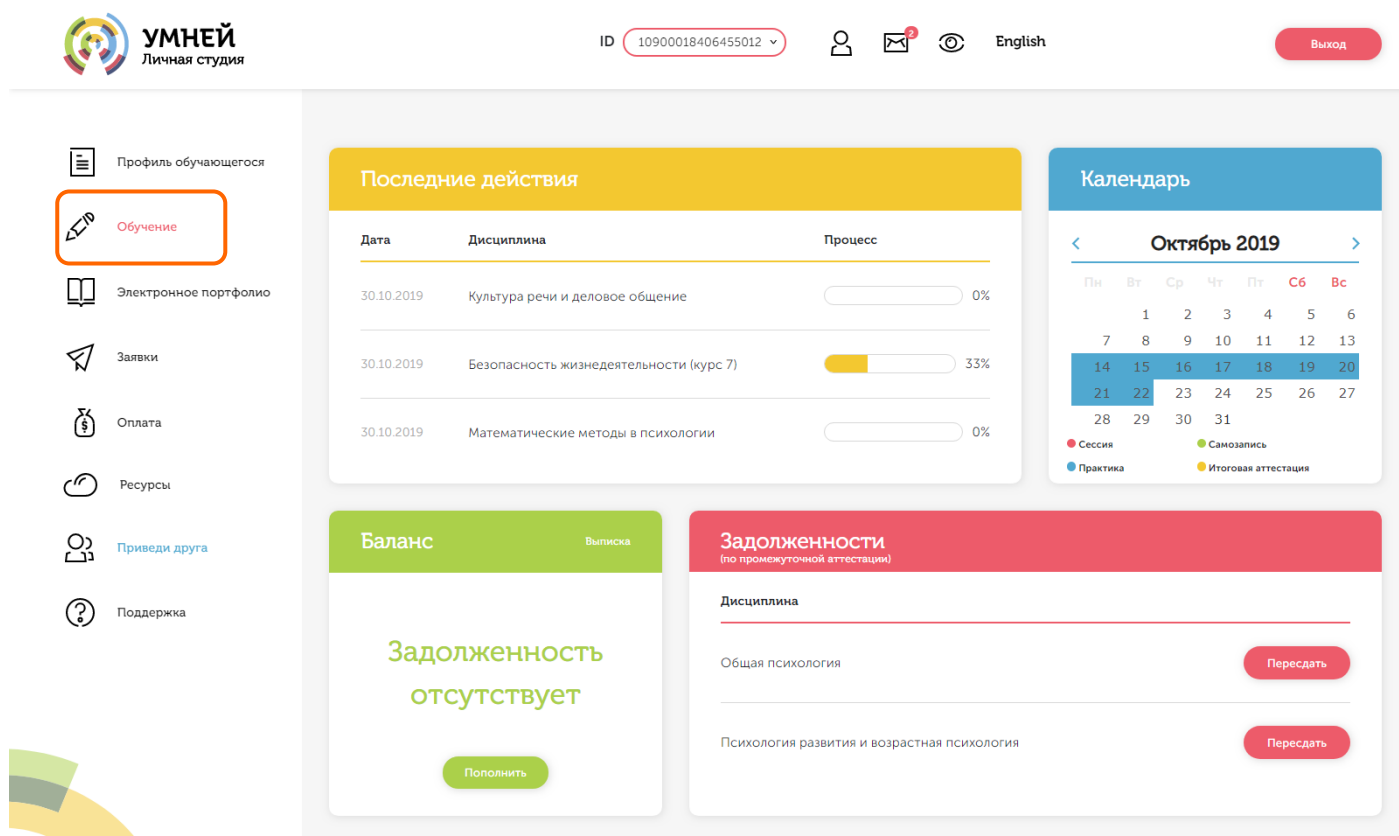 УМНЕЙ
Личная студия
ID 10900018406455012
2
English
Выход
Профиль обучающегося
Обучение
Электронное портфолио
Заявки
Оплата
Ресурсы
Приведи друга
Поддержка
Последние действия
Дата Дисциплина Процесс
30.10.2019 Культура речи и деловое общение 0%
30.10.2019 Безопасность жизнедеятельности (курс 7) 33%
30.10.2019 Математические методы в психологии 0%
Календарь
Октябрь 2019
Пн Вт Ср Чт Пт Сб Вс
1 2 3 4 5 6
7 8 9 10 11 12 13
14 15 16 17 18 19 20
21 22 23 24 25 26 27
28 29 30 31
Сессия Самозапись
Практика Итоговая аттестация
Баланс Выписка
Задолженность
отсутствует
Пополнить
Задолженности
(по промежуточной аттестации)
Дисциплина
Общая психология Пересдать
Психология развития и возрастная психология Пересдать